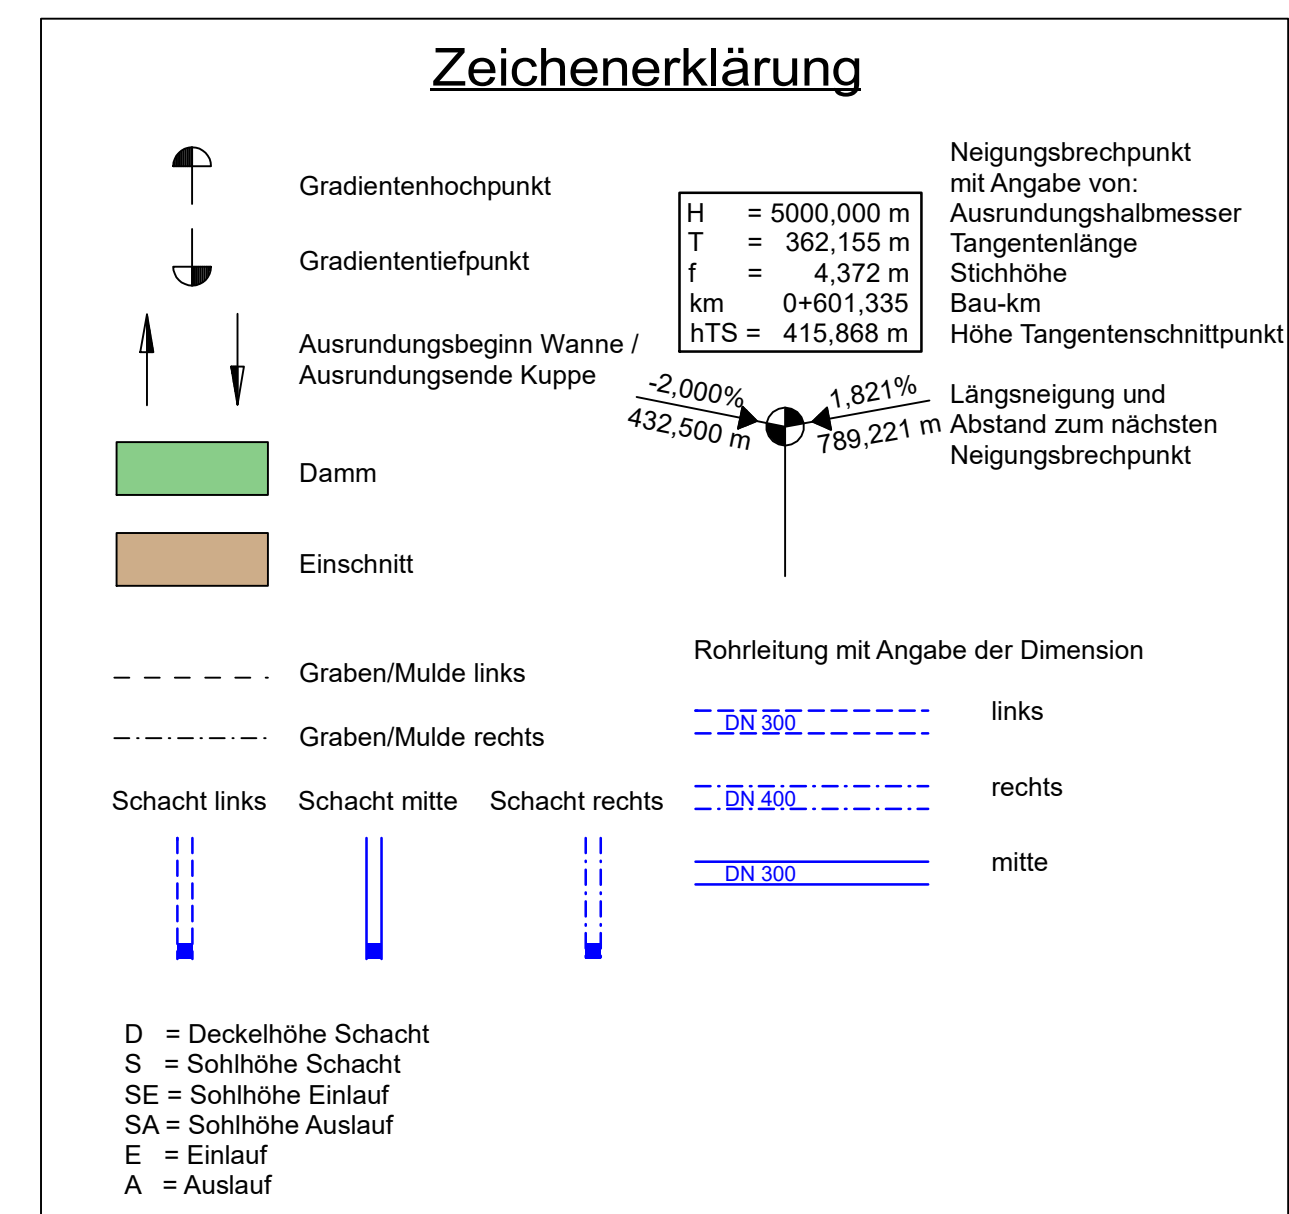 Zeichenerklärung
Gradientenhochpunkt
Gradiententiefpunkt
Ausrundungsbeginn Wanne /
Ausrundungsende Kuppe
Damm
Einschnitt
Graben/Mulde links
Graben/Mulde rechts
Schacht links Schacht mitte Schacht rechts
D = Deckelhöhe Schacht
S = Sohlhöhe Schacht
SE = Sohlhöhe Einlauf
SA = Sohlhöhe Auslauf
E = Einlauf
A = Auslauf
H = 5000,000 m
T = 362,155 m
f = 4,372 m
km 0+601,335
hTS = 415,868 m
Neigungsbrechpunkt
mit Angabe von:
Ausrundungshalbmesser
Tangentenlänge
Stichhöhe
Bau-km
Höhe Tangentenschnittpunkt
-2,000%
432,500 m
1,821%
789,221 m
Längsneigung und
Abstand zum nächsten
Neigungsbrechpunkt
Rohrleitung mit Angabe der Dimension
DN 300 links
DN 400 rechts
DN 300 mitte